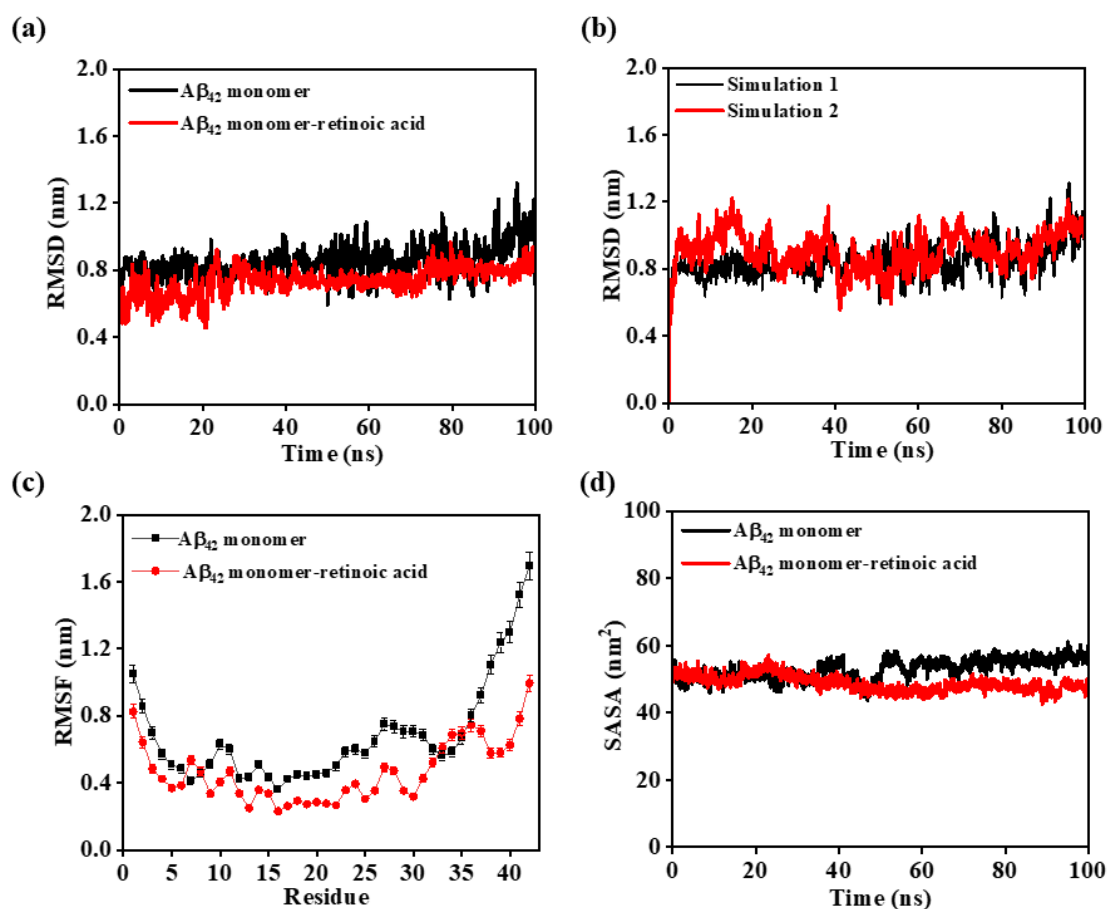 (a)
2.0
1.6
1.2
0.8
0.4
0.0
RMSD (nm)
Aβ42 monomer
Aβ42 monomer-retinoic acid
0 20 40 60 80 100
Time (ns)
(b)
2.0
1.6
1.2
0.8
0.4
0.0
RMSD (nm)
Simulation 1
Simulation 2
0 20 40 60 80 100
Time (ns)
(c)
2.0
1.6
1.2
0.8
0.4
0.0
RMSF (nm)
Aβ42 monomer
Aβ42 monomer-retinoic acid
0 5 10 15 20 25 30 35 40
Residue
(d)
100
80
60
40
20
0
SASA (nm²)
Aβ42 monomer
Aβ42 monomer-retinoic acid
0 20 40 60 80 100
Time (ns)